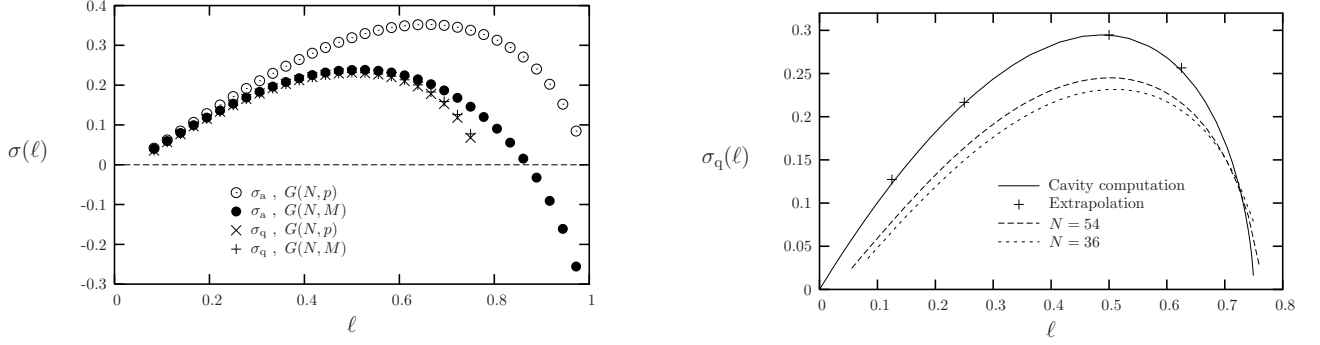 0.4
0.3
0.2
0.1
0
-0.1
-0.2
-0.3
σ(ℓ)
σa , G(N, p)
σa , G(N, M)
σq , G(N, p)
σq , G(N, M)
0 0.2 0.4 0.6 0.8 1
ℓ
0.3
0.25
0.2
0.15
0.1
0.05
0
σq(ℓ)
Cavity computation
Extrapolation
N = 54
N = 36
0 0.1 0.2 0.3 0.4 0.5 0.6 0.7 0.8
ℓ